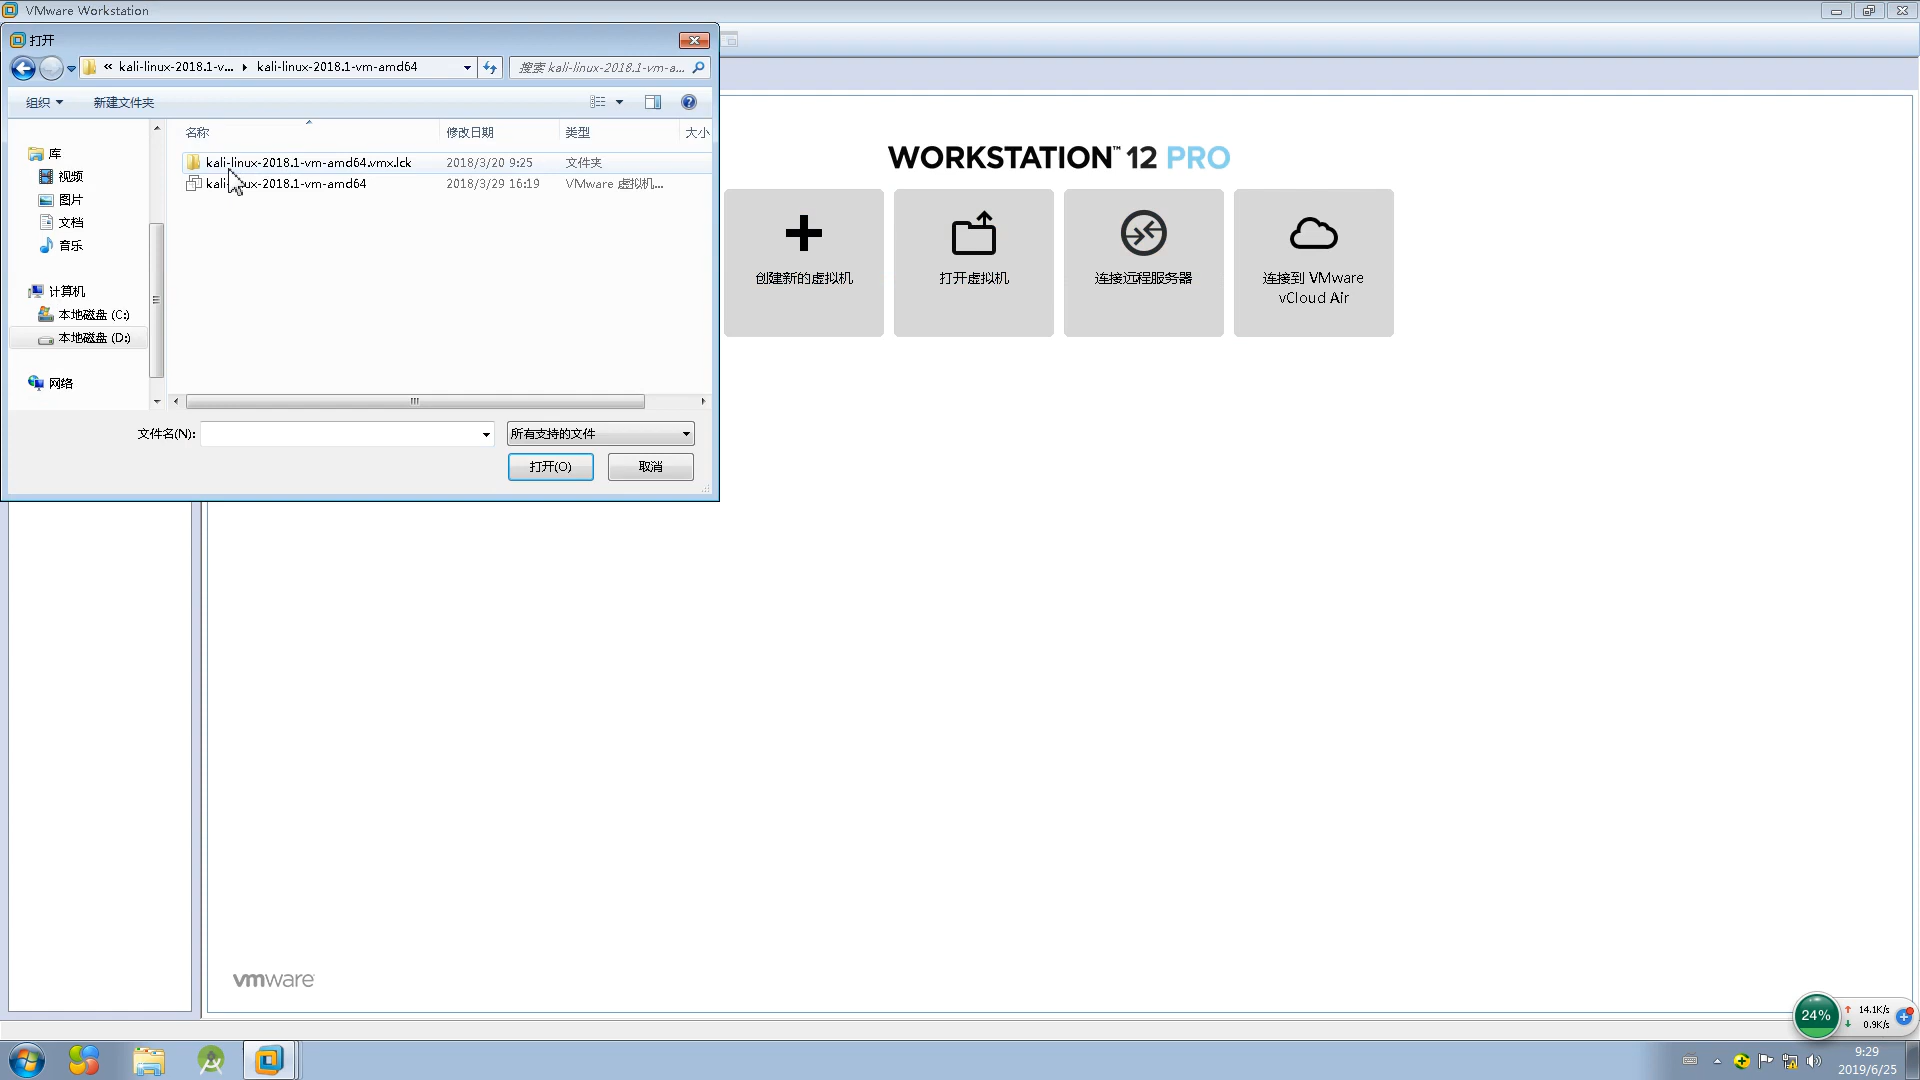 VMware Workstation
打开
« kali-linux-2018.1-v... kali-linux-2018.1-vm-amd64
搜索 kali-linux-2018.1-vm-a...
组织 新建文件夹
名称 修改日期 类型 大小
kali-linux-2018.1-vm-amd64.vmx.lck 2018/3/20 9:25 文件夹
kali-linux-2018.1-vm-amd64 2018/3/29 16:19 VMware 虚拟机...
库
视频
图片
文档
音乐
计算机
本地磁盘 (C:)
本地磁盘 (D:)
网络
文件名(N):
所有支持的文件
打开(O) 取消
WORKSTATION™ 12 PRO
创建新的虚拟机
打开虚拟机
连接远程服务器
连接到 VMware
vCloud Air
vmware
24%
14.1K/s
0.9K/s
9:29
2019/6/25